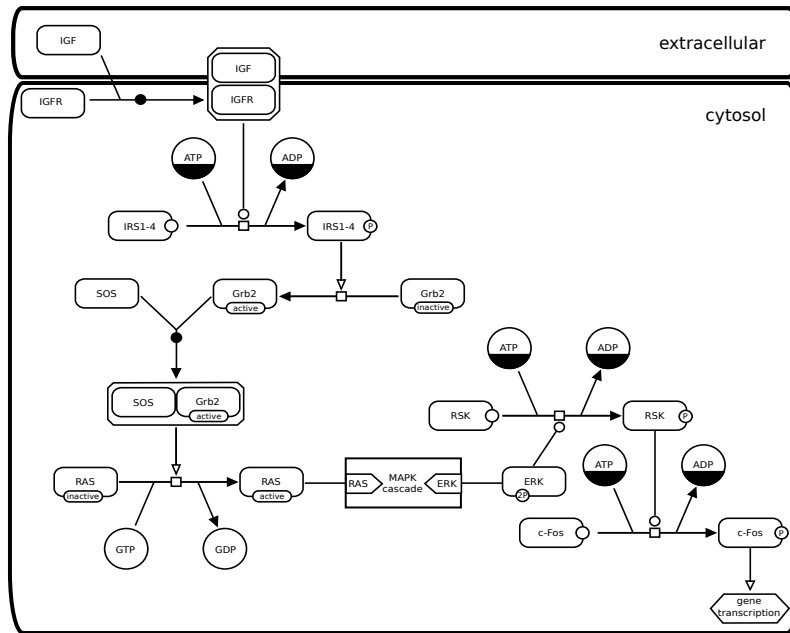 IGF
extracellular
IGF
IGFR
IGFR
cytosol
ATP
ADP
IRS1-4
IRS1-4
P
SOS
Grb2
active
Grb2
inactive
ATP
ADP
SOS
Grb2
active
RSK
RSK
P
RAS
inactive
RAS
active
RAS
MAPK
cascade
ERK
ERK
2P
ATP
ADP
GTP
GDP
c-Fos
c-Fos
P
gene
transcription